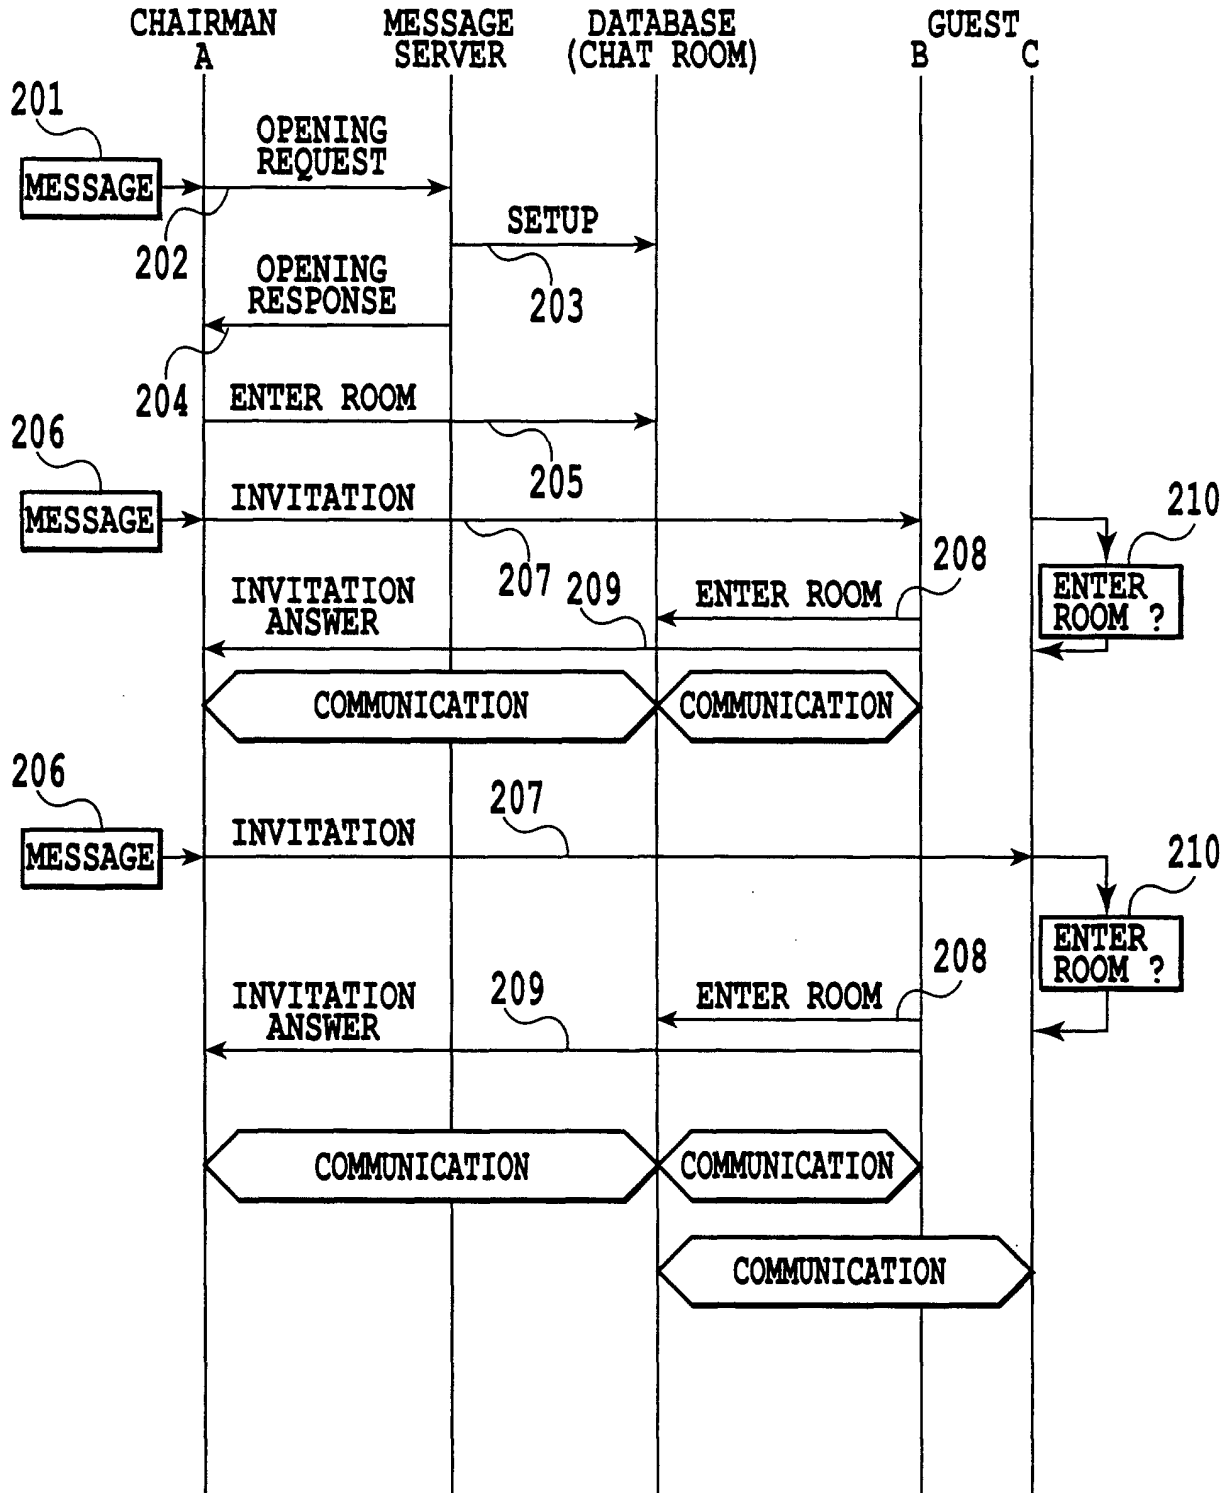 CHAIRMAN
A
MESSAGE
SERVER
DATABASE
(CHAT ROOM)
GUEST
B
C
201
MESSAGE
OPENING
REQUEST
202
SETUP
203
OPENING
RESPONSE
204
ENTER ROOM
205
206
MESSAGE
INVITATION
207
210
ENTER
ROOM ?
208
ENTER ROOM
209
INVITATION
ANSWER
COMMUNICATION
COMMUNICATION
206
MESSAGE
INVITATION
207
210
ENTER
ROOM ?
208
ENTER ROOM
209
INVITATION
ANSWER
COMMUNICATION
COMMUNICATION
COMMUNICATION